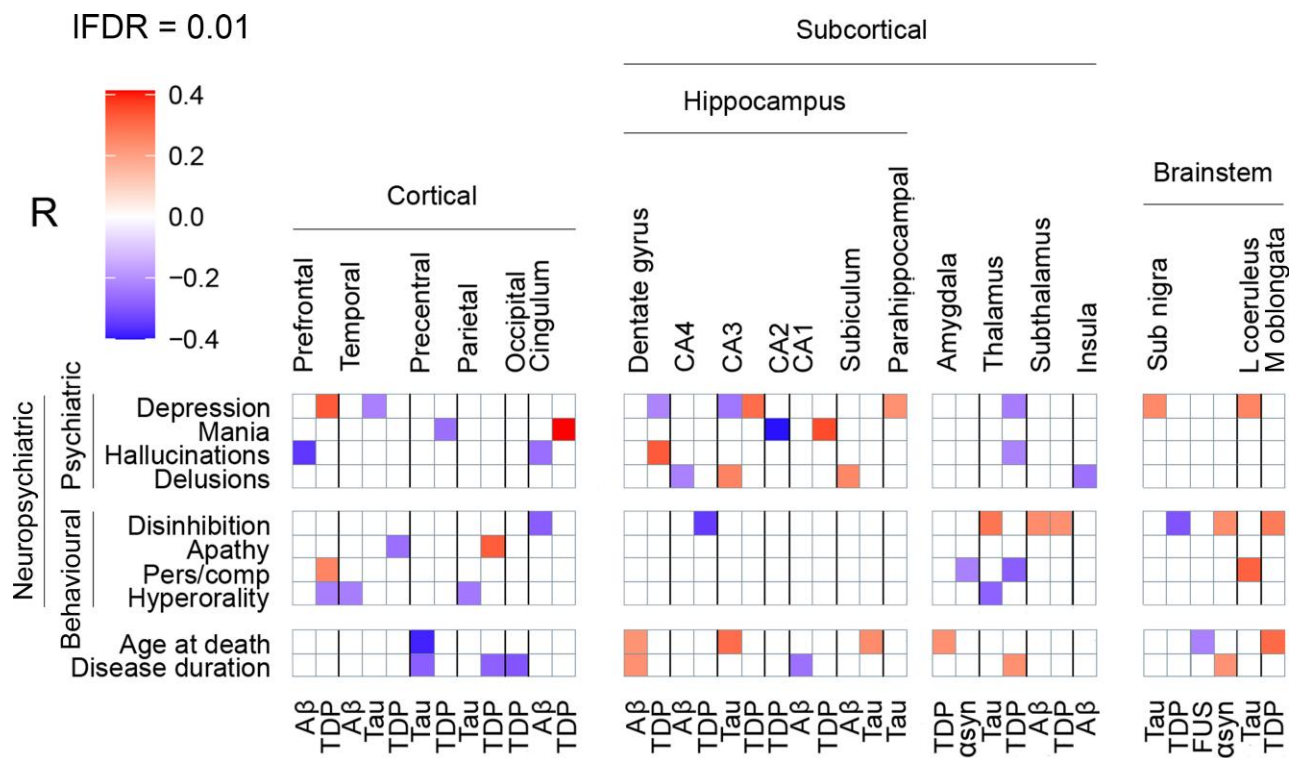 lFDR = 0.01
R
0.4
0.2
0.0
−0.2
−0.4
Subcortical
Hippocampus
Cortical
Brainstem
Prefrontal
Temporal
Precentral
Parietal
Occipital
Cingulum
Dentate gyrus
CA4
CA3
CA2
CA1
Subiculum
Parahippocampal
Amygdala
Thalamus
Subthalamus
Insula
Sub nigra
L coeruleus
M oblongata
Neuropsychiatric
Psychiatric
Depression
Mania
Hallucinations
Delusions
Behavioural
Disinhibition
Apathy
Pers/comp
Hyperorality
Age at death
Disease duration
Aβ
TDP
Aβ
Tau
TDP
Tau
TDP
Tau
TDP
TDP
Aβ
TDP
Aβ
TDP
Aβ
TDP
Tau
TDP
TDP
Aβ
TDP
Aβ
Tau
Tau
TDP
αsyn
Tau
TDP
Aβ
TDP
Aβ
Tau
TDP
FUS
αsyn
Tau
TDP